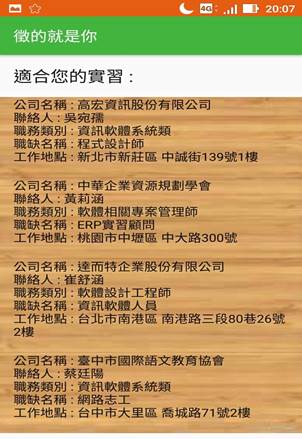 4G
20:07
徵的就是你
適合您的實習 :
公司名稱 : 高宏資訊股份有限公司
聯絡人 : 吳宛孺
職務類別 : 資訊軟體系統類
職缺名稱 : 程式設計師
工作地點 : 新北市新莊區 中誠街139號1樓
公司名稱 : 中華企業資源規劃學會
聯絡人 : 黃莉涵
職務類別 : 軟體相關專案管理師
職缺名稱 : ERP實習顧問
工作地點 : 桃園市中壢區 中大路300號
公司名稱 : 達而特企業股份有限公司
聯絡人 : 崔舒涵
職務類別 : 軟體設計工程師
職缺名稱 : 資訊軟體人員
工作地點 : 台北市南港區 南港路三段80巷26號
2樓
公司名稱 : 臺中市國際語文教育協會
聯絡人 : 蔡廷陽
職務類別 : 資訊軟體系統類
職缺名稱 : 網路志工
工作地點 : 台中市大里區 喬城路71號2樓